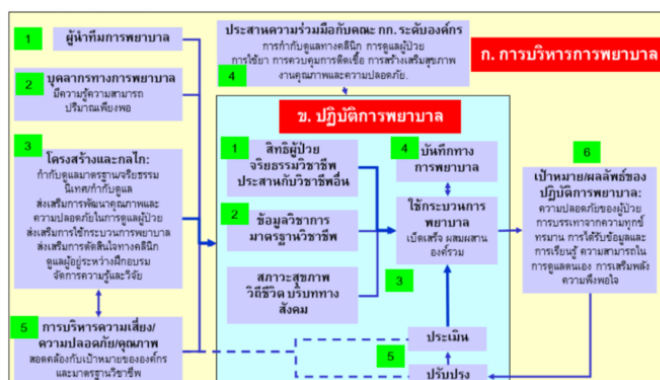 1
ผู้นำทีมการพยาบาล
2
บุคลากรทางการพยาบาล
มีความรู้ความสามารถ
ปริมาณเพียงพอ
3
โครงสร้างและกลไก:
กำกับดูแลมาตรฐาน/จริยธรรม
นิเทศ/กำกับดูแล
ส่งเสริมการพัฒนาคุณภาพและ
ความปลอดภัยในการดูแลผู้ป่วย
ส่งเสริมการใช้กระบวนการพยาบาล
ส่งเสริมการตัดสินใจทางคลินิก
ดูแลผู้อยู่ระหว่างฝึกอบรม
จัดการความรู้และวิจัย
5
การบริหารความเสี่ยง/
ความปลอดภัย/คุณภาพ
สอดคล้องกับเป้าหมายขององค์กร
และมาตรฐานวิชาชีพ
ประสานความร่วมมือกับคณะ กก. ระดับองค์กร
การกำกับดูแลทางคลินิก การดูแลผู้ป่วย
การใช้ยา การควบคุมการติดเชื้อ การสร้างเสริมสุขภาพ
งานคุณภาพและความปลอดภัย.
4
ก. การบริหารการพยาบาล
ข. ปฏิบัติการพยาบาล
1
สิทธิผู้ป่วย
จริยธรรมวิชาชีพ
ประสานกับวิชาชีพอื่น
2
ข้อมูลวิชาการ
มาตรฐานวิชาชีพ
สภาวะสุขภาพ
วิถีชีวิต บริบททาง
สังคม
4
บันทึกทาง
การพยาบาล
ใช้กระบวนการ
พยาบาล
เบ็ดเสร็จ ผสมผสาน
องค์รวม
3
ประเมิน
5
ปรับปรุง
6
เป้าหมาย/ผลลัพธ์ของ
ปฏิบัติการพยาบาล:
ความปลอดภัยของผู้ป่วย
การบรรเทาจากความทุกข์
ทรมาน การได้รับข้อมูลและ
การเรียนรู้ ความสามารถใน
การดูแลตนเอง การเสริมพลัง
ความพึงพอใจ